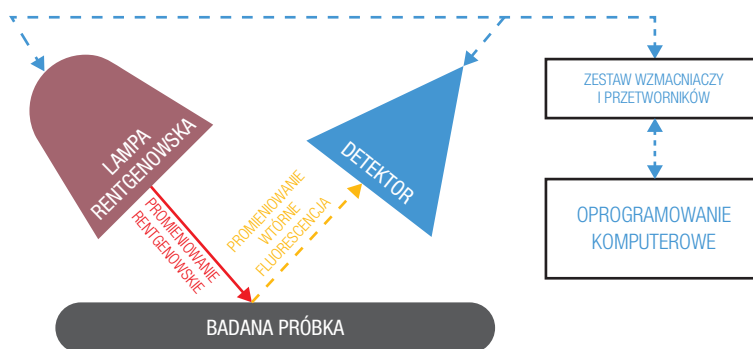 LAMPA
RENTGENOWSKA
PROMIENIOWANIE
RENTGENOWSKIE
PROMIENIOWANIE
WTÓRNE
FLUORESCENCJA
DETEKTOR
ZESTAW WZMACNIACZY
I PRZETWORNIKÓW
OPROGRAMOWANIE
KOMPUTEROWE
BADANA PRÓBKA